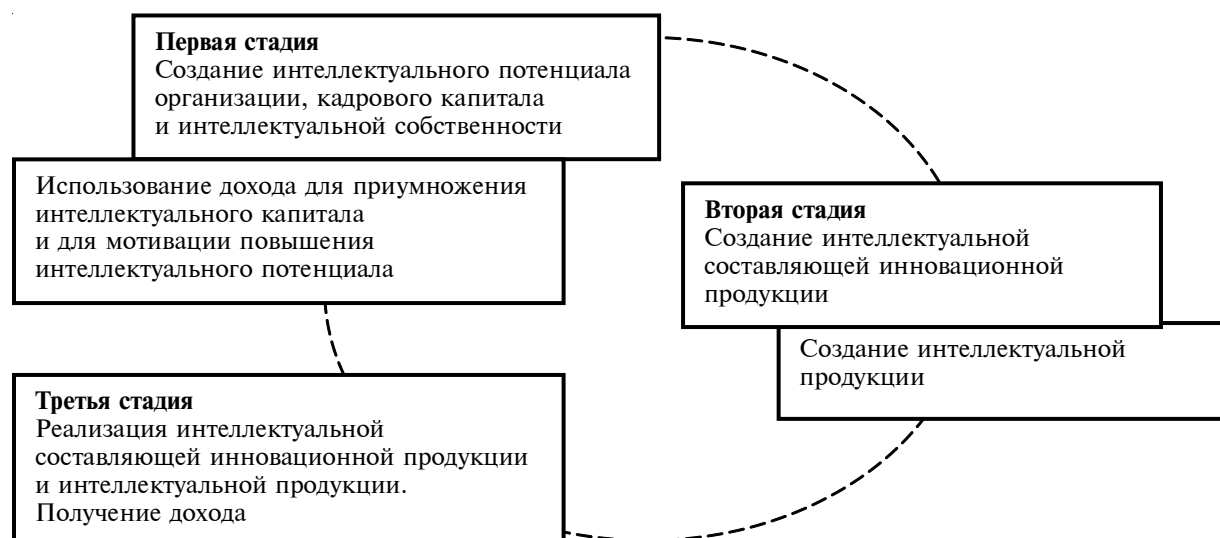 Первая стадия
Создание интеллектуального потенциала
организации, кадрового капитала
и интеллектуальной собственности
Использование дохода для приумножения
интеллектуального капитала
и для мотивации повышения
интеллектуального потенциала
Вторая стадия
Создание интеллектуальной
составляющей инновационной
продукции
Создание интеллектуальной
продукции
Третья стадия
Реализация интеллектуальной
составляющей инновационной продукции
и интеллектуальной продукции.
Получение дохода